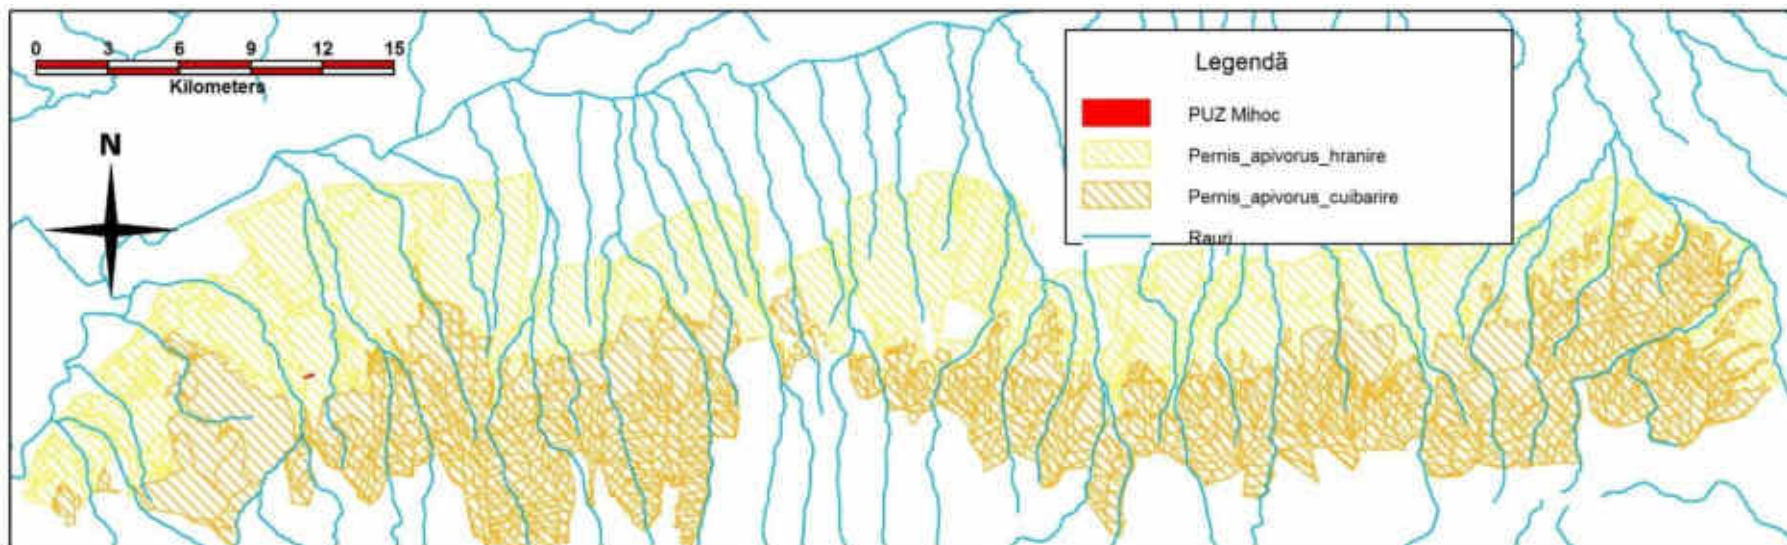 0 3 6 9 12 15
Kilometers
N
Legendă
PUZ Mihoc
Pernis_apivorus_hranire
Pernis_apivorus_cuibarire
Rauri